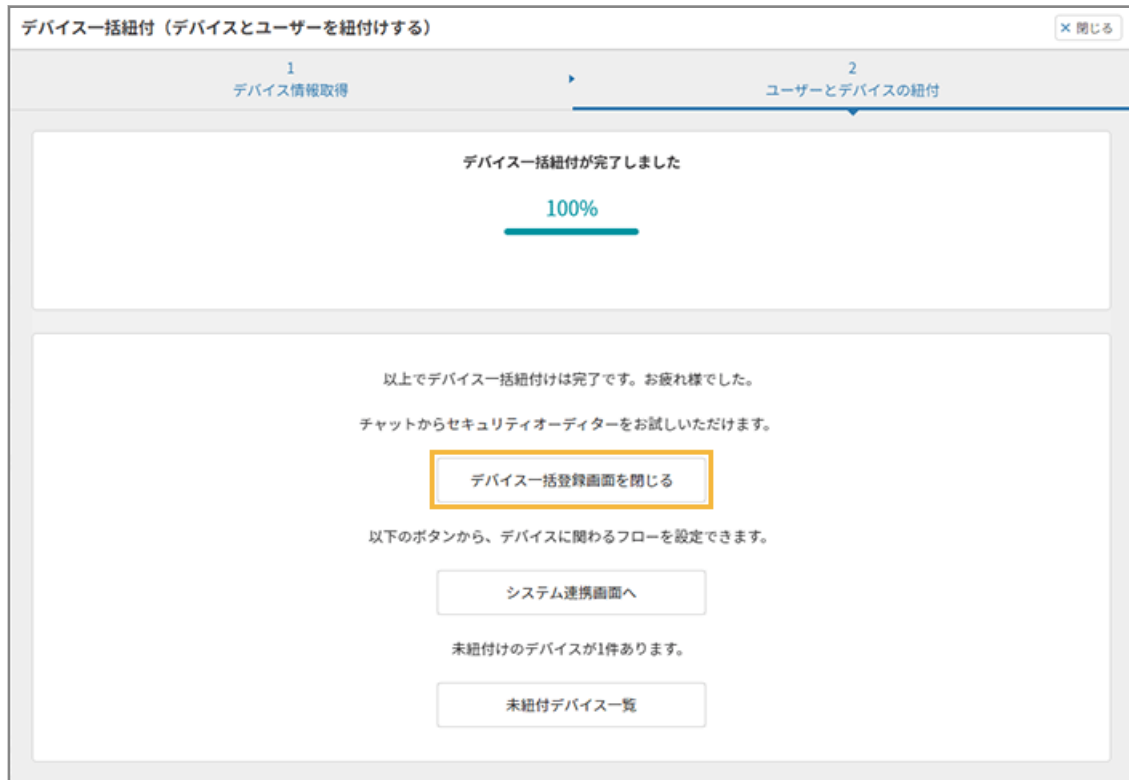 デバイス一括紐付（デバイスとユーザーを紐付けする）
× 閉じる
1
デバイス情報取得
2
ユーザーとデバイスの紐付
デバイス一括紐付が完了しました
100%
以上でデバイス一括紐付けは完了です。お疲れ様でした。
チャットからセキュリティオーディターをお試しいただけます。
デバイス一括登録画面を閉じる
以下のボタンから、デバイスに関わるフローを設定できます。
システム連携画面へ
未紐付けのデバイスが1件あります。
未紐付デバイス一覧